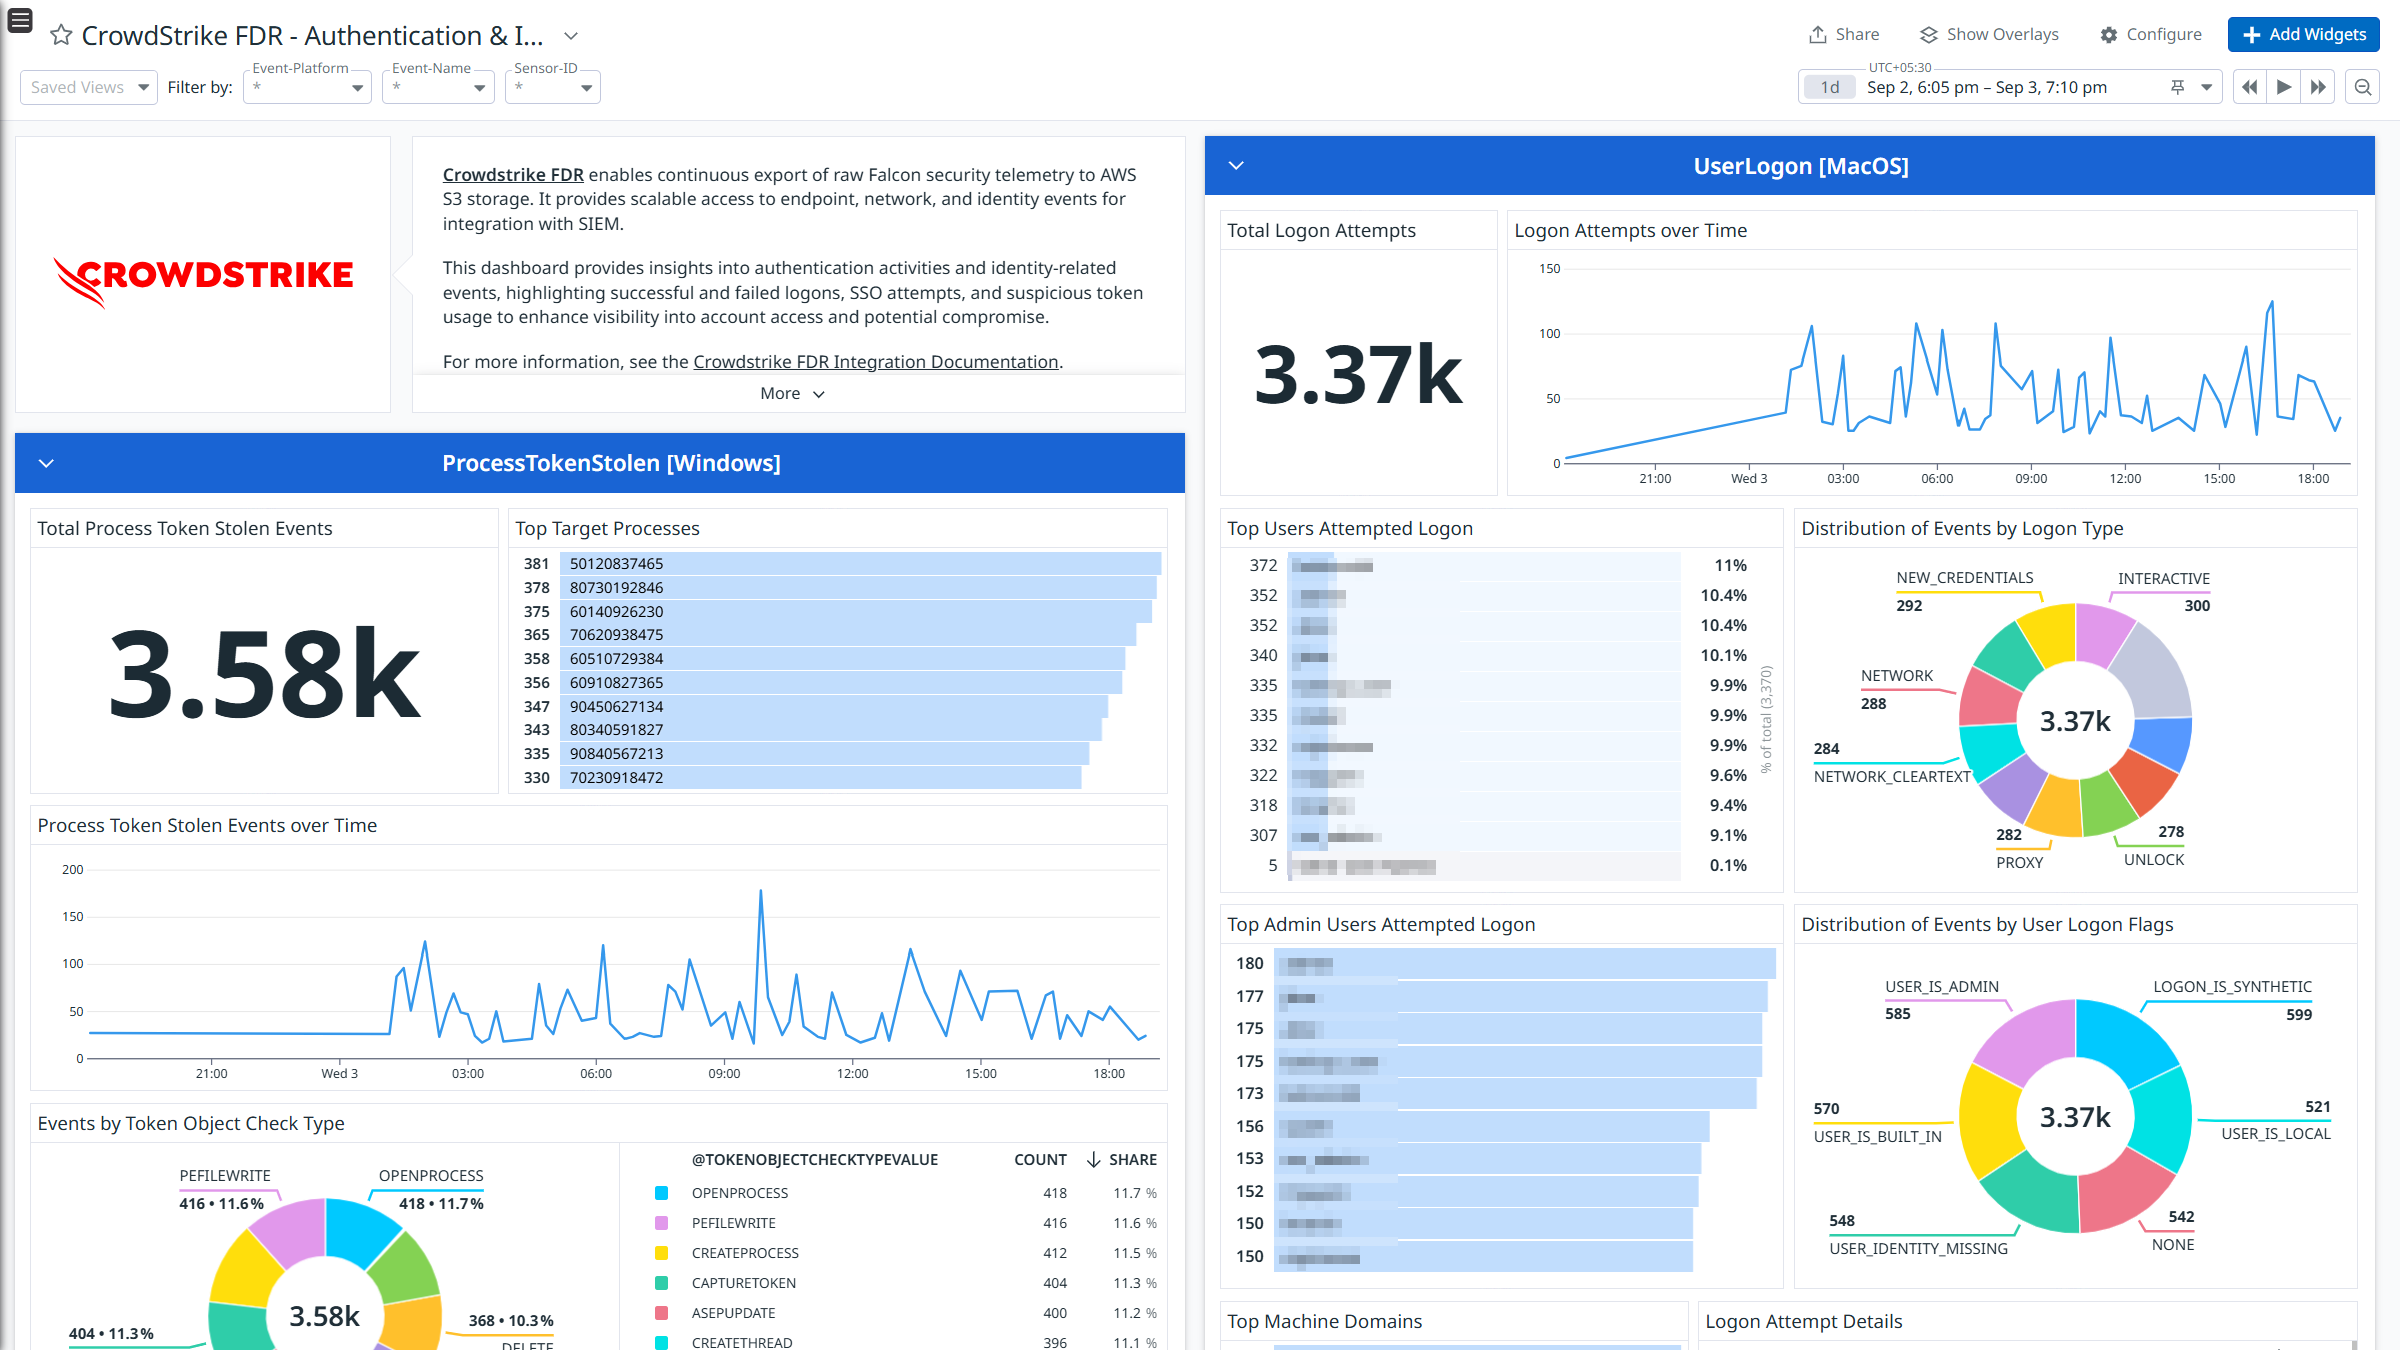 CrowdStrike FDR - Authentication & I...
Share
Show Overlays
Configure
Add Widgets
Saved Views
Filter by:
Event-Platform
*
Event-Name
*
Sensor-ID
*
UTC+05:30
1d
Sep 2, 6:05 pm – Sep 3, 7:10 pm
CROWDSTRIKE
Crowdstrike FDR enables continuous export of raw Falcon security telemetry to AWS
S3 storage. It provides scalable access to endpoint, network, and identity events for
integration with SIEM.
This dashboard provides insights into authentication activities and identity-related
events, highlighting successful and failed logons, SSO attempts, and suspicious token
usage to enhance visibility into account access and potential compromise.
For more information, see the Crowdstrike FDR Integration Documentation.
More
ProcessTokenStolen [Windows]
Total Process Token Stolen Events
3.58k
Top Target Processes
381 50120837465
378 80730192846
375 60140926230
365 70620938475
358 60510729384
356 60910827365
347 90450627134
343 80340591827
335 90840567213
330 70230918472
Process Token Stolen Events over Time
200
150
100
50
0
21:00 Wed 3 03:00 06:00 09:00 12:00 15:00 18:00
Events by Token Object Check Type
PEFILEWRITE
416 • 11.6%
OPENPROCESS
418 • 11.7%
3.58k
404 • 11.3%
368 • 10.3%
DELETE
@TOKENOBJECTCHECKTYPEVALUE COUNT SHARE
OPENPROCESS 418 11.7 %
PEFILEWRITE 416 11.6 %
CREATEPROCESS 412 11.5 %
CAPTURETOKEN 404 11.3 %
ASEPUPDATE 400 11.2 %
CREATETHREAD 396 11.1 %
UserLogon [MacOS]
Total Logon Attempts
3.37k
Logon Attempts over Time
150
100
50
0
21:00 Wed 3 03:00 06:00 09:00 12:00 15:00 18:00
Top Users Attempted Logon
372 11%
352 10.4%
352 10.4%
340 10.1%
335 9.9%
335 9.9%
332 9.9%
322 9.6%
318 9.4%
307 9.1%
5 0.1%
% of total (3,370)
Distribution of Events by Logon Type
NEW_CREDENTIALS
292
INTERACTIVE
300
NETWORK
288
284
NETWORK_CLEARTEXT
3.37k
282
PROXY
278
UNLOCK
Top Admin Users Attempted Logon
180
177
175
175
173
156
153
152
150
150
Distribution of Events by User Logon Flags
USER_IS_ADMIN
585
LOGON_IS_SYNTHETIC
599
3.37k
570
USER_IS_BUILT_IN
521
USER_IS_LOCAL
548
USER_IDENTITY_MISSING
542
NONE
Top Machine Domains
Logon Attempt Details